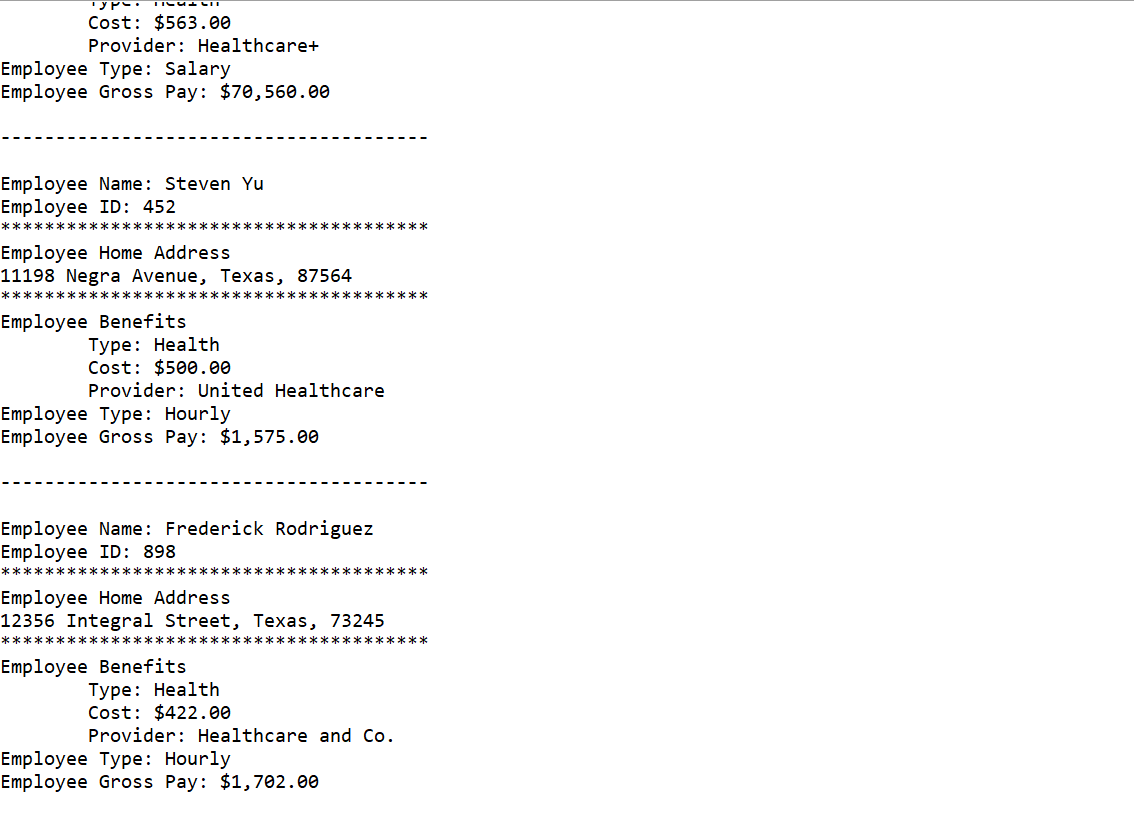 Type: Health
Cost: $563.00
Provider: Healthcare+
Employee Type: Salary
Employee Gross Pay: $70,560.00
---------------------------------------
Employee Name: Steven Yu
Employee ID: 452
***************************************
Employee Home Address
11198 Negra Avenue, Texas, 87564
***************************************
Employee Benefits
Type: Health
Cost: $500.00
Provider: United Healthcare
Employee Type: Hourly
Employee Gross Pay: $1,575.00
---------------------------------------
Employee Name: Frederick Rodriguez
Employee ID: 898
***************************************
Employee Home Address
12356 Integral Street, Texas, 73245
***************************************
Employee Benefits
Type: Health
Cost: $422.00
Provider: Healthcare and Co.
Employee Type: Hourly
Employee Gross Pay: $1,702.00